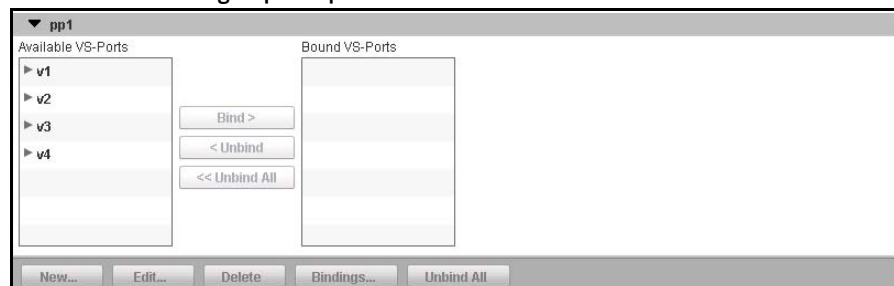 pp1
Available VS-Ports Bound VS-Ports
v1
v2
v3
v4
Bind >
< Unbind
<< Unbind All
New... Edit... Delete Bindings... Unbind All